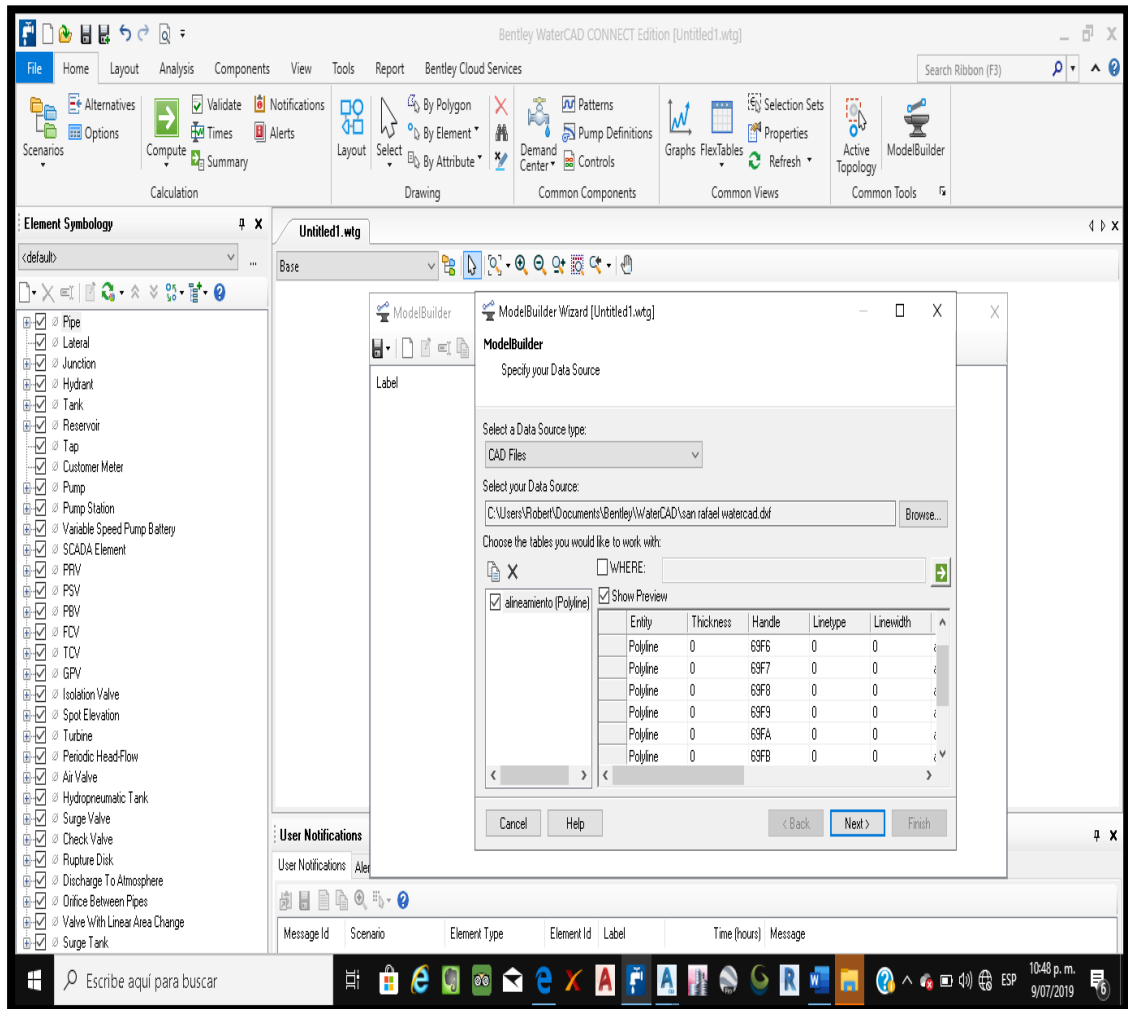 Bentley WaterCAD CONNECT Edition [Untitled1.wtg]
File Home Layout Analysis Components View Tools Report Bentley Cloud Services Search Ribbon (F3)
Scenarios
Alternatives
Options
Compute
Validate
Times
Summary
Notifications
Alerts
Calculation
Layout
Select
By Polygon
By Element
By Attribute
Drawing
Demand Center
Patterns
Pump Definitions
Controls
Common Components
Graphs
FlexTables
Selection Sets
Properties
Refresh
Common Views
Active Topology
ModelBuilder
Common Tools
Element Symbology
<default>
...
Pipe
Lateral
Junction
Hydrant
Tank
Reservoir
Tap
Customer Meter
Pump
Pump Station
Variable Speed Pump Battery
SCADA Element
PRV
PSV
PBV
FCV
TCV
GPV
Isolation Valve
Spot Elevation
Turbine
Periodic Head-Flow
Air Valve
Hydropneumatic Tank
Surge Valve
Check Valve
Rupture Disk
Discharge To Atmosphere
Orifice Between Pipes
Valve With Linear Area Change
Surge Tank
Untitled1.wtg
Base
ModelBuilder
Label
ModelBuilder Wizard [Untitled1.wtg]
ModelBuilder
Specify your Data Source
Select a Data Source type:
CAD Files
Select your Data Source:
C:\Users\Robert\Documents\Bentley\WaterCAD\san rafael watercad.dxf
Browse...
Choose the tables you would like to work with:
WHERE:
alineamiento (Polyline)
Show Preview
Entity Thickness Handle Linetype Linewidth
Polyline 0 69F6 0 0
Polyline 0 69F7 0 0
Polyline 0 69F8 0 0
Polyline 0 69F9 0 0
Polyline 0 69FA 0 0
Polyline 0 69FB 0 0
Cancel Help < Back Next > Finish
User Notifications
User Notifications Aler
Message Id Scenario Element Type Element Id Label Time (hours) Message
Escribe aquí para buscar
ESP
10:48 p. m.
9/07/2019
6